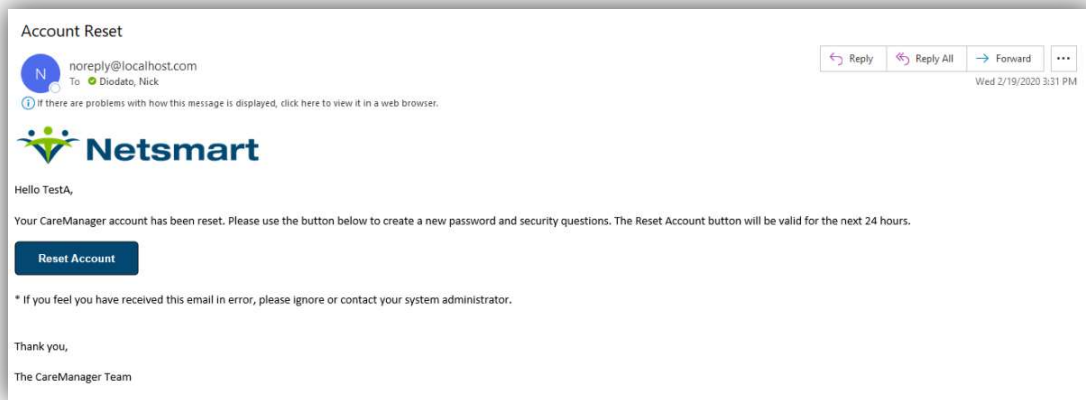 Account Reset
N
noreply@localhost.com
Reply
Reply All
Forward
To Diodato, Nick
Wed 2/19/2020 3:31 PM
If there are problems with how this message is displayed, click here to view it in a web browser.
Netsmart
Hello TestA,
Your CareManager account has been reset. Please use the button below to create a new password and security questions. The Reset Account button will be valid for the next 24 hours.
Reset Account
* If you feel you have received this email in error, please ignore or contact your system administrator.
Thank you,
The CareManager Team